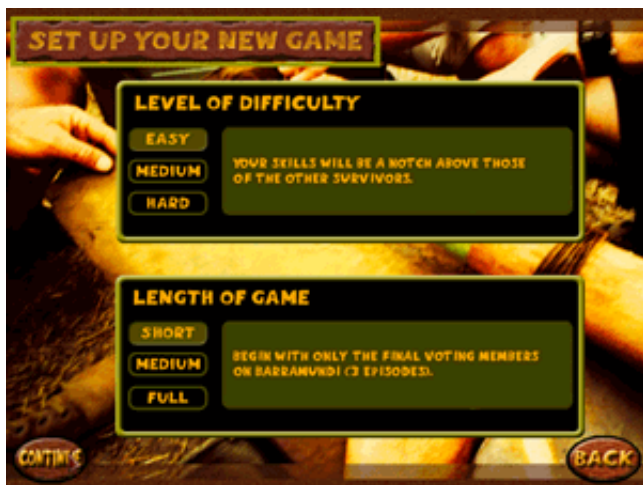 SET UP YOUR NEW GAME
LEVEL OF DIFFICULTY
EASY
MEDIUM
HARD
YOUR SKILLS WILL BE A NOTCH ABOVE THOSE
OF THE OTHER SURVIVORS.
LENGTH OF GAME
SHORT
MEDIUM
FULL
BEGIN WITH ONLY THE FINAL VOTING MEMBERS
ON BARRAMUNDI (3 EPISODES).
CONTINUE
BACK